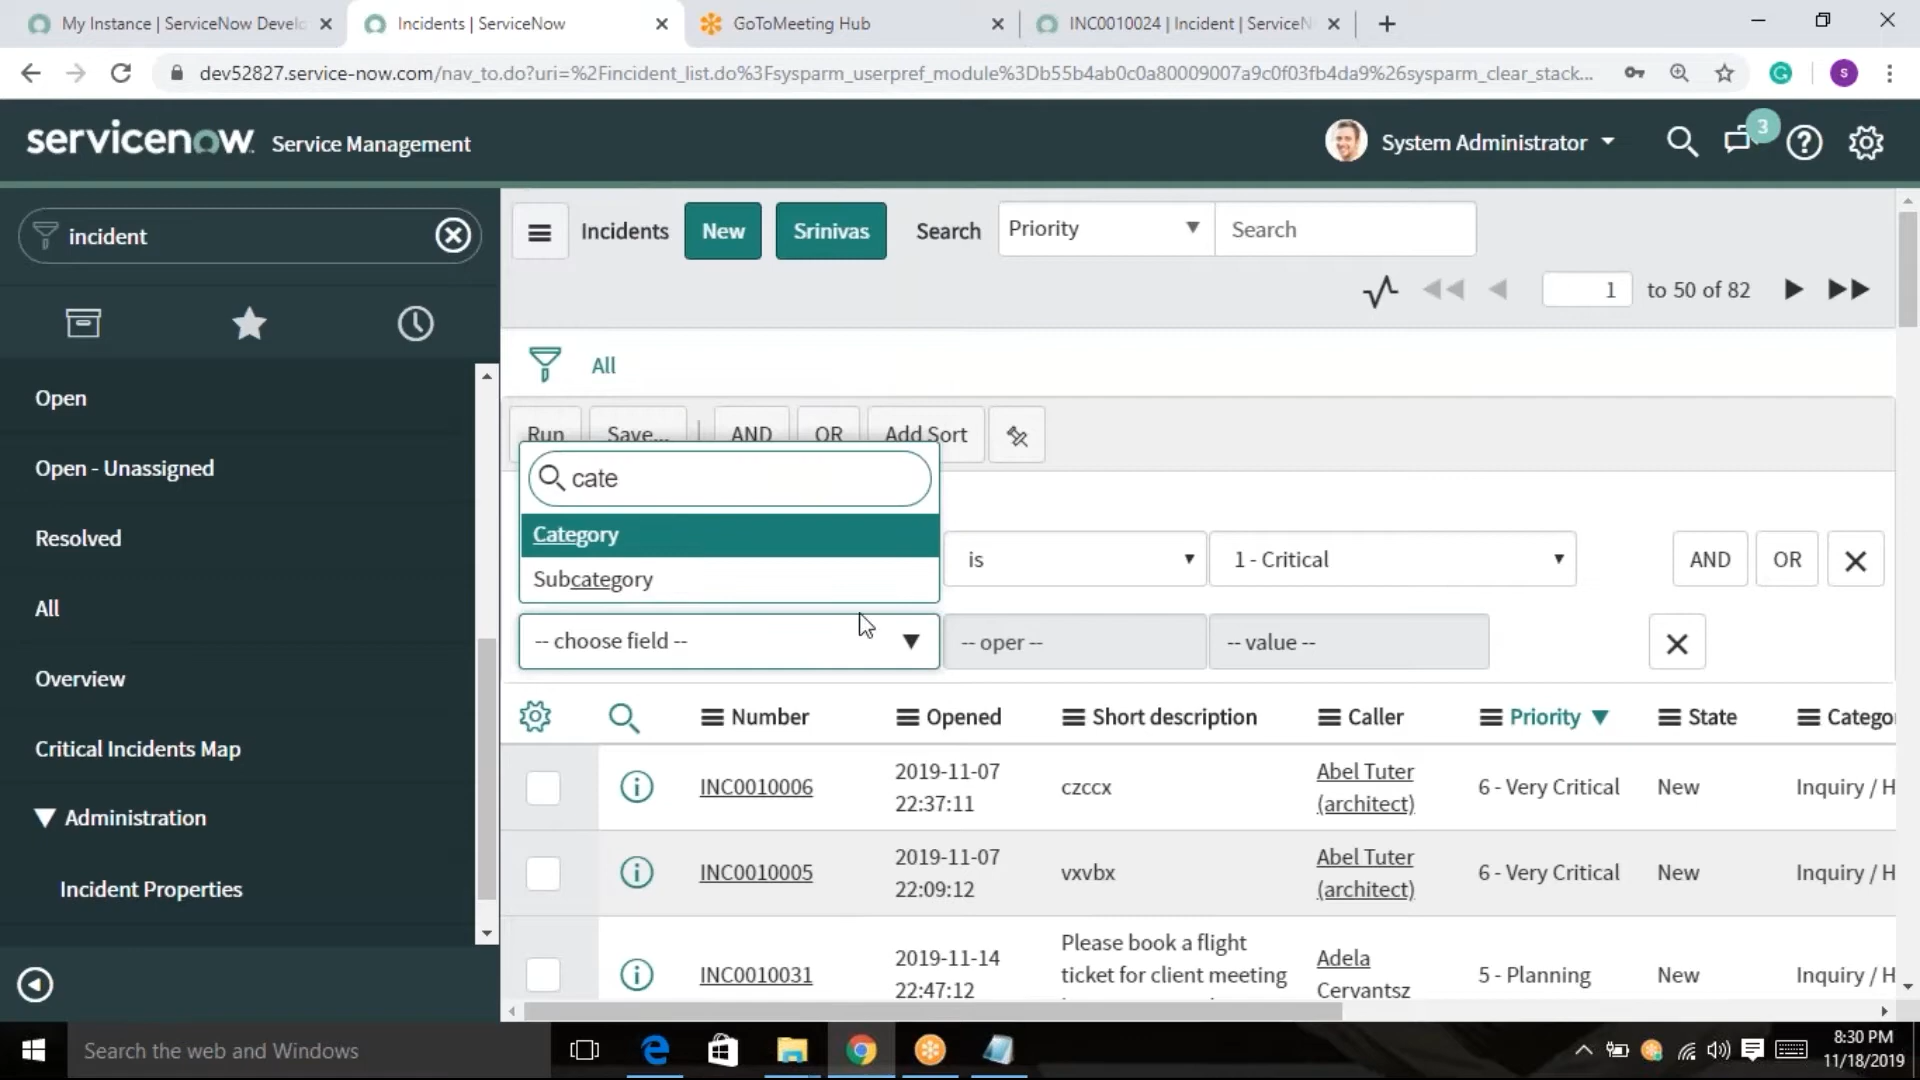 My Instance | ServiceNow Develo
Incidents | ServiceNow
GoToMeeting Hub
INC0010024 | Incident | ServiceN
dev52827.service-now.com/nav_to.do?uri=%2Fincident_list.do%3Fsysparm_userpref_module%3Db55b4ab0c0a80009007a9c0f03fb4da9%26sysparm_clear_stack...
S
servicenow Service Management
System Administrator
3
incident
Open
Open - Unassigned
Resolved
All
Overview
Critical Incidents Map
Administration
Incident Properties
Incidents New Srinivas Search Priority Search
1 to 50 of 82
All
Run Save... AND OR Add Sort
cate
Category
Subcategory
is 1 - Critical AND OR
-- choose field -- -- oper -- -- value --
Number Opened Short description Caller Priority State Catego
INC0010006 2019-11-07 22:37:11 czccx Abel Tuter (architect) 6 - Very Critical New Inquiry / H
INC0010005 2019-11-07 22:09:12 vxvbx Abel Tuter (architect) 6 - Very Critical New Inquiry / H
INC0010031 2019-11-14 22:47:12 Please book a flight ticket for client meeting Adela Cervantsz 5 - Planning New Inquiry / H
Search the web and Windows
8:30 PM
11/18/2019